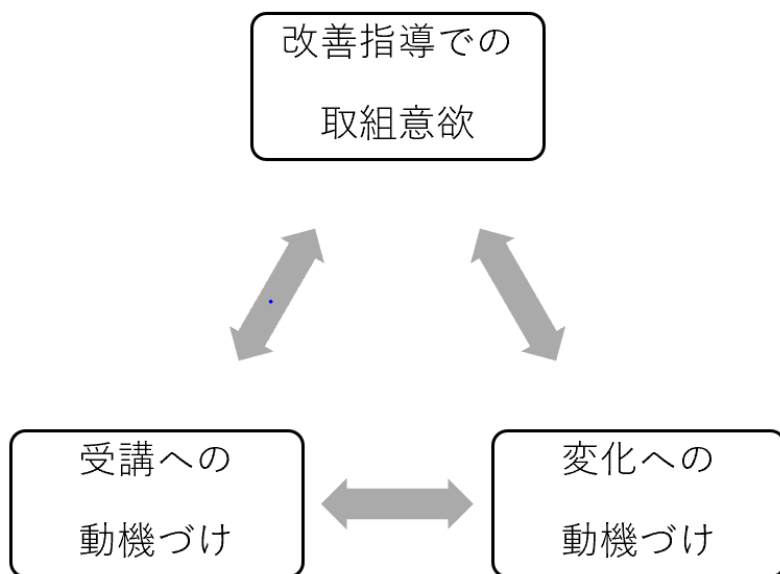 改善指導での
取組意欲
受講への
動機づけ
変化への
動機づけ